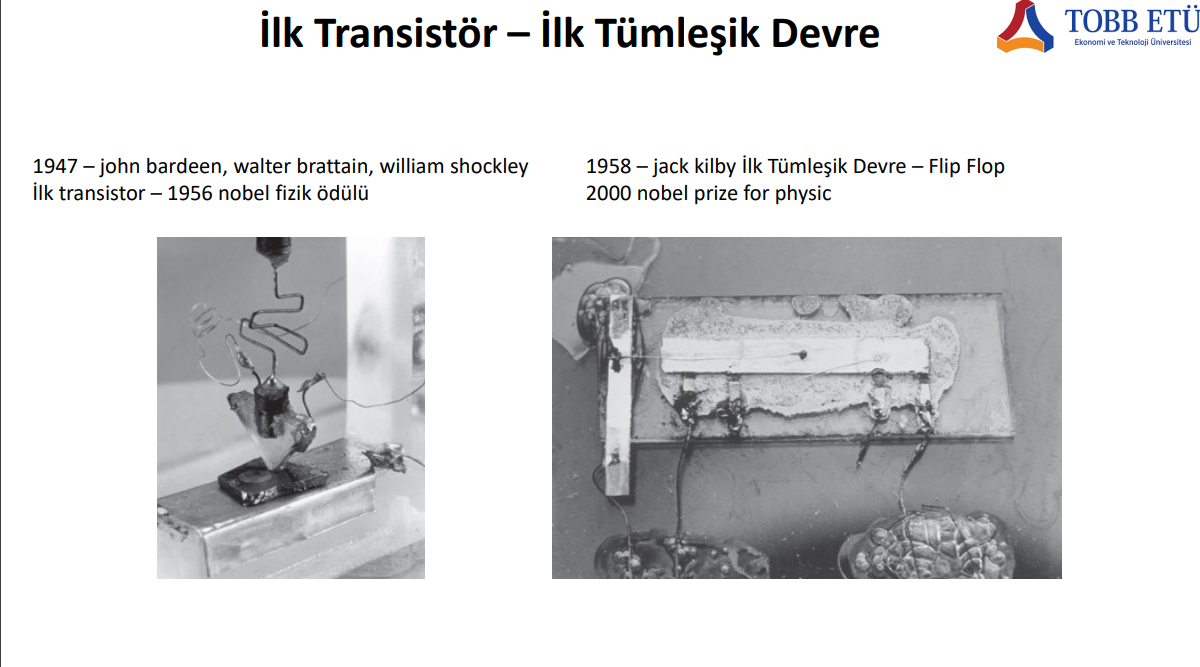 İlk Transistör – İlk Tümleşik Devre
TOBB ETÜ
Ekonomi ve Teknoloji Üniversitesi
1947 – john bardeen, walter brattain, william shockley
İlk transistor – 1956 nobel fizik ödülü
1958 – jack kilby İlk Tümleşik Devre – Flip Flop
2000 nobel prize for physic